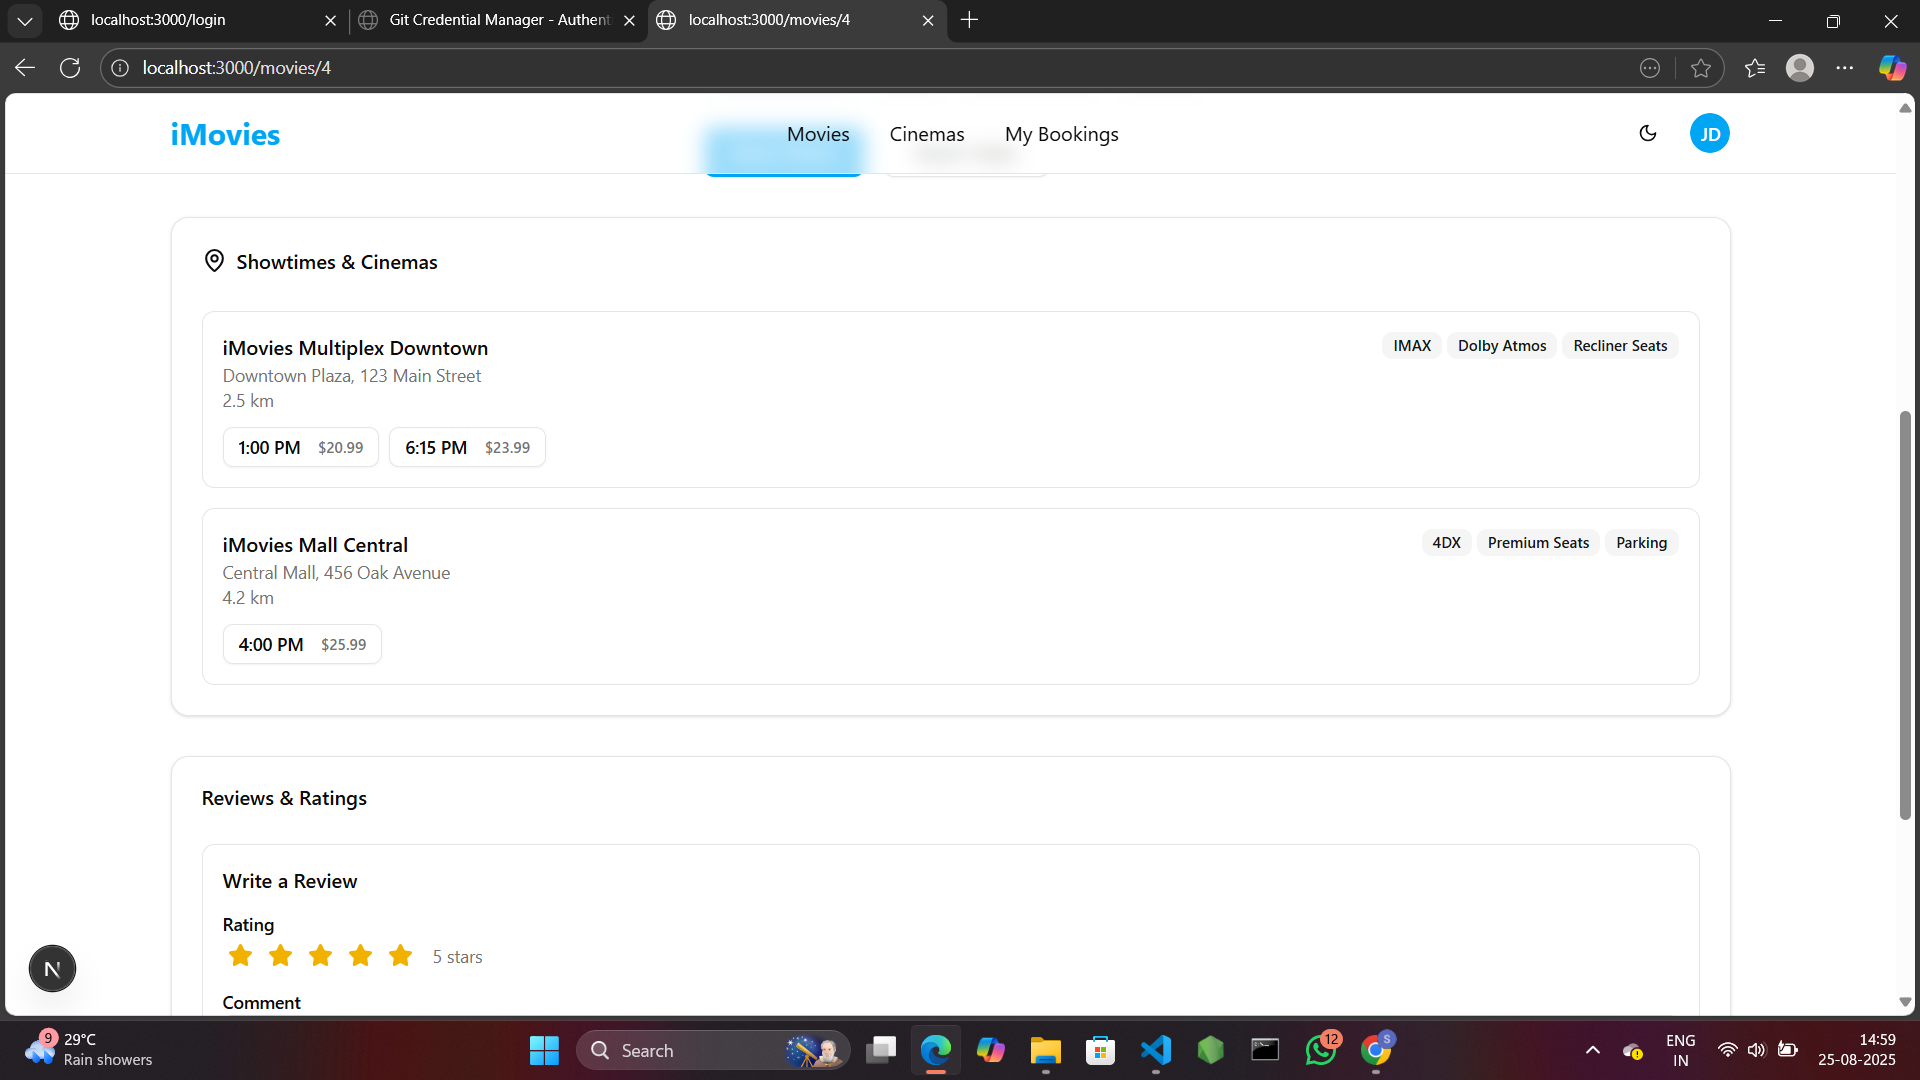 localhost:3000/login
Git Credential Manager - Authent
localhost:3000/movies/4
localhost:3000/movies/4
iMovies
Movies
Cinemas
My Bookings
JD
Showtimes & Cinemas
iMovies Multiplex Downtown
IMAX
Dolby Atmos
Recliner Seats
Downtown Plaza, 123 Main Street
2.5 km
1:00 PM $20.99
6:15 PM $23.99
iMovies Mall Central
4DX
Premium Seats
Parking
Central Mall, 456 Oak Avenue
4.2 km
4:00 PM $25.99
Reviews & Ratings
Write a Review
Rating
5 stars
N
Comment
9
29°C
Rain showers
Search
12
S
ENG
IN
14:59
25-08-2025